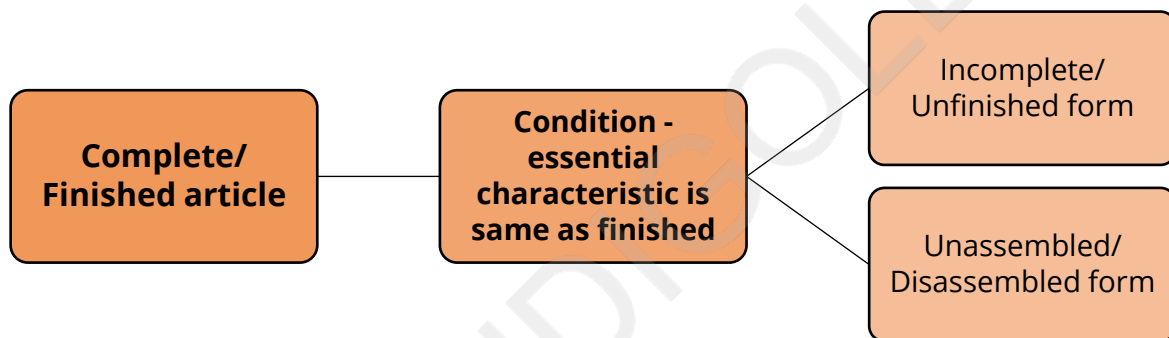 Complete/
Finished article
Condition -
essential
characteristic is
same as finished
Incomplete/
Unfinished form
Unassembled/
Disassembled form